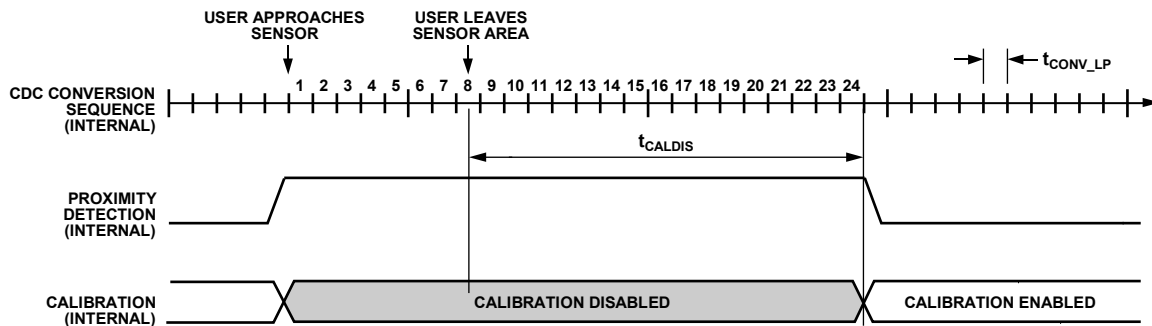 USER APPROACHES
SENSOR
USER LEAVES
SENSOR AREA
tCONV_LP
CDC CONVERSION
SEQUENCE
(INTERNAL)
1 2 3 4 5 6 7 8 9 10 11 12 13 14 15 16 17 18 19 20 21 22 23 24
tCALDIS
PROXIMITY
DETECTION
(INTERNAL)
CALIBRATION
(INTERNAL)
CALIBRATION DISABLED
CALIBRATION ENABLED